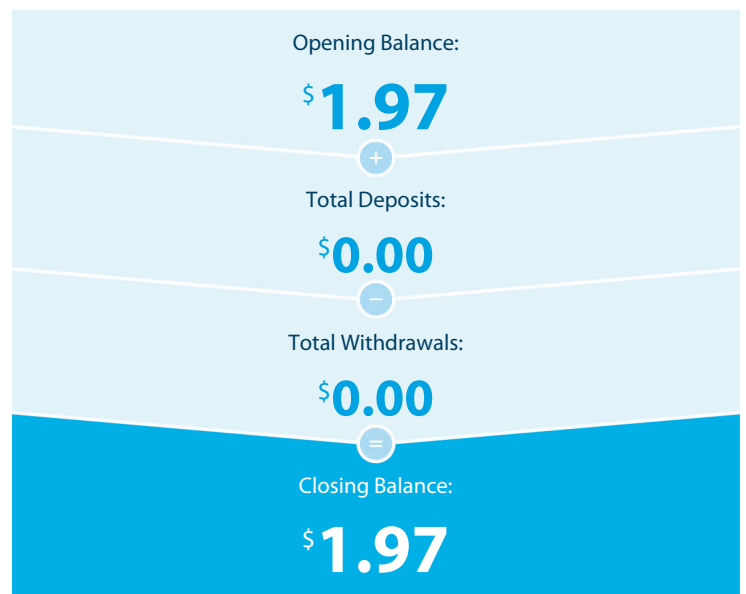 Opening Balance:
$1.97
+
Total Deposits:
$0.00
−
Total Withdrawals:
$0.00
=
Closing Balance:
$1.97